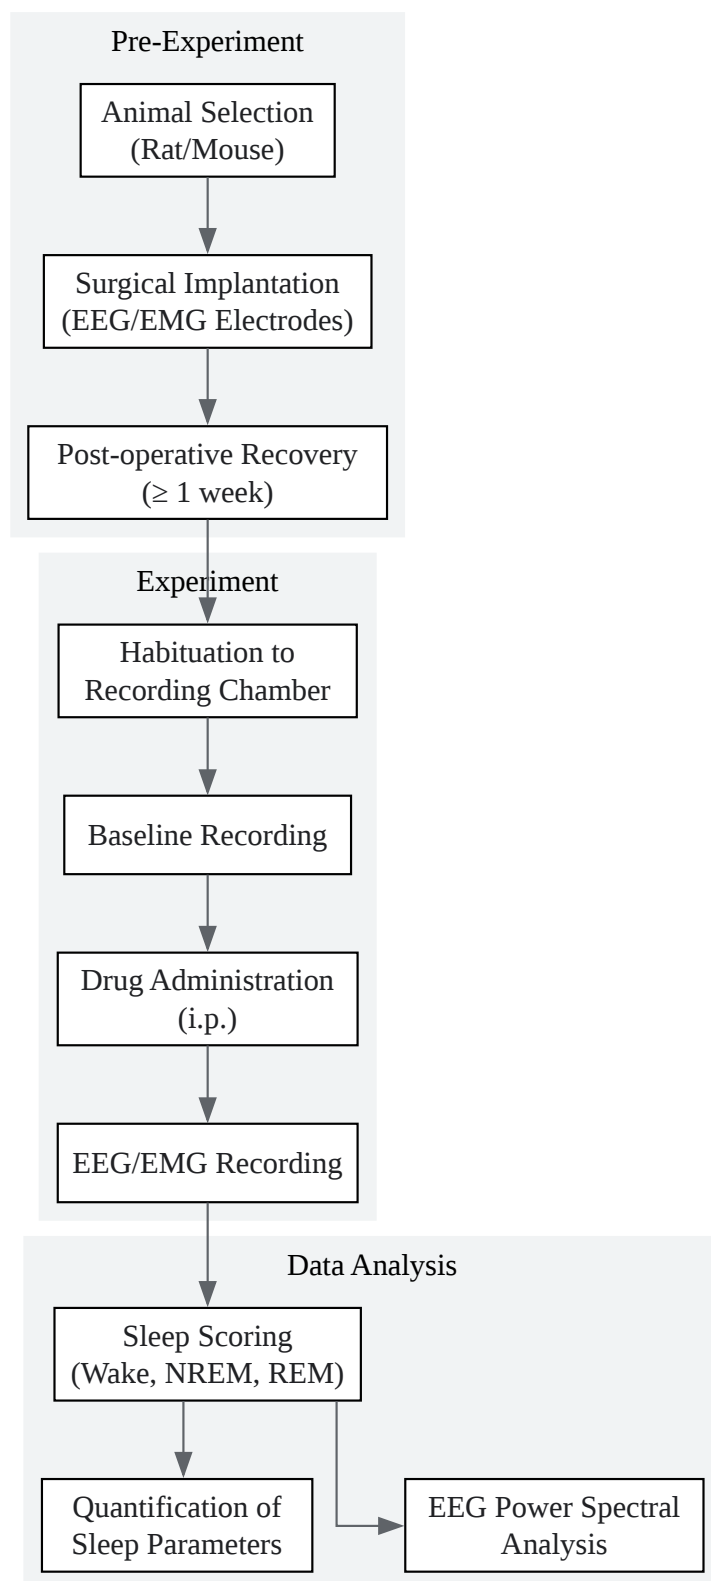 Pre-Experiment
Animal Selection
(Rat/Mouse)
Surgical Implantation
(EEG/EMG Electrodes)
Post-operative Recovery
(≥ 1 week)
Experiment
Habituation to
Recording Chamber
Baseline Recording
Drug Administration
(i.p.)
EEG/EMG Recording
Data Analysis
Sleep Scoring
(Wake, NREM, REM)
Quantification of
Sleep Parameters
EEG Power Spectral
Analysis